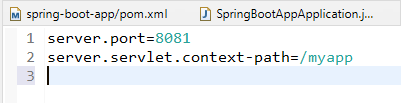 spring-boot-app/pom.xml SpringBootAppApplication.j...
1 server.port=8081
2 server.servlet.context-path=/myapp
3